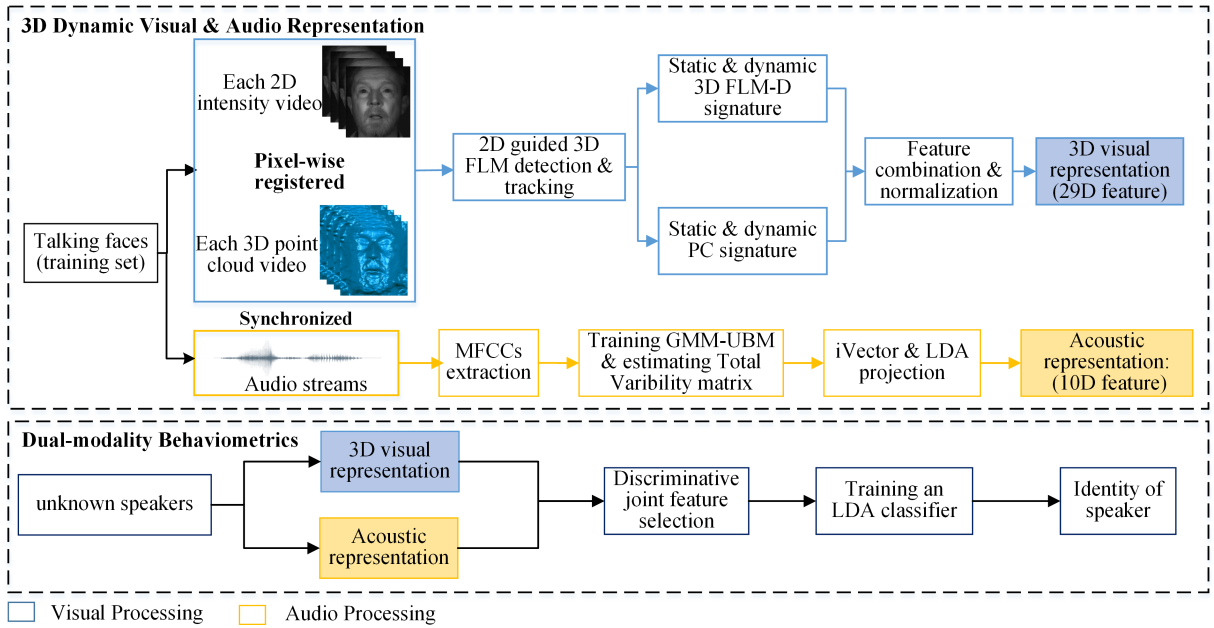 3D Dynamic Visual & Audio Representation
Each 2D
intensity video
Pixel-wise
registered
Each 3D point
cloud video
Talking faces
(training set)
2D guided 3D
FLM detection &
tracking
Static & dynamic
3D FLM-D
signature
Static & dynamic
PC signature
Feature
combination &
normalization
3D visual
representation
(29D feature)
Synchronized
Audio streams
MFCCs
extraction
Training GMM-UBM
& estimating Total
Varibility matrix
iVector & LDA
projection
Acoustic
representation:
(10D feature)
Dual-modality Behaviometrics
unknown speakers
3D visual
representation
Acoustic
representation
Discriminative
joint feature
selection
Training an
LDA classifier
Identity of
speaker
Visual Processing
Audio Processing